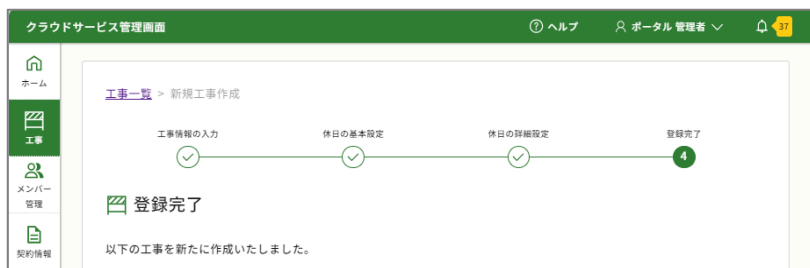 クラウドサービス管理画面
ヘルプ
ポータル 管理者
37
ホーム
工事
メンバー
管理
契約情報
工事一覧 > 新規工事作成
工事情報の入力
休日の基本設定
休日の詳細設定
登録完了
4
登録完了
以下の工事を新たに作成いたしました。